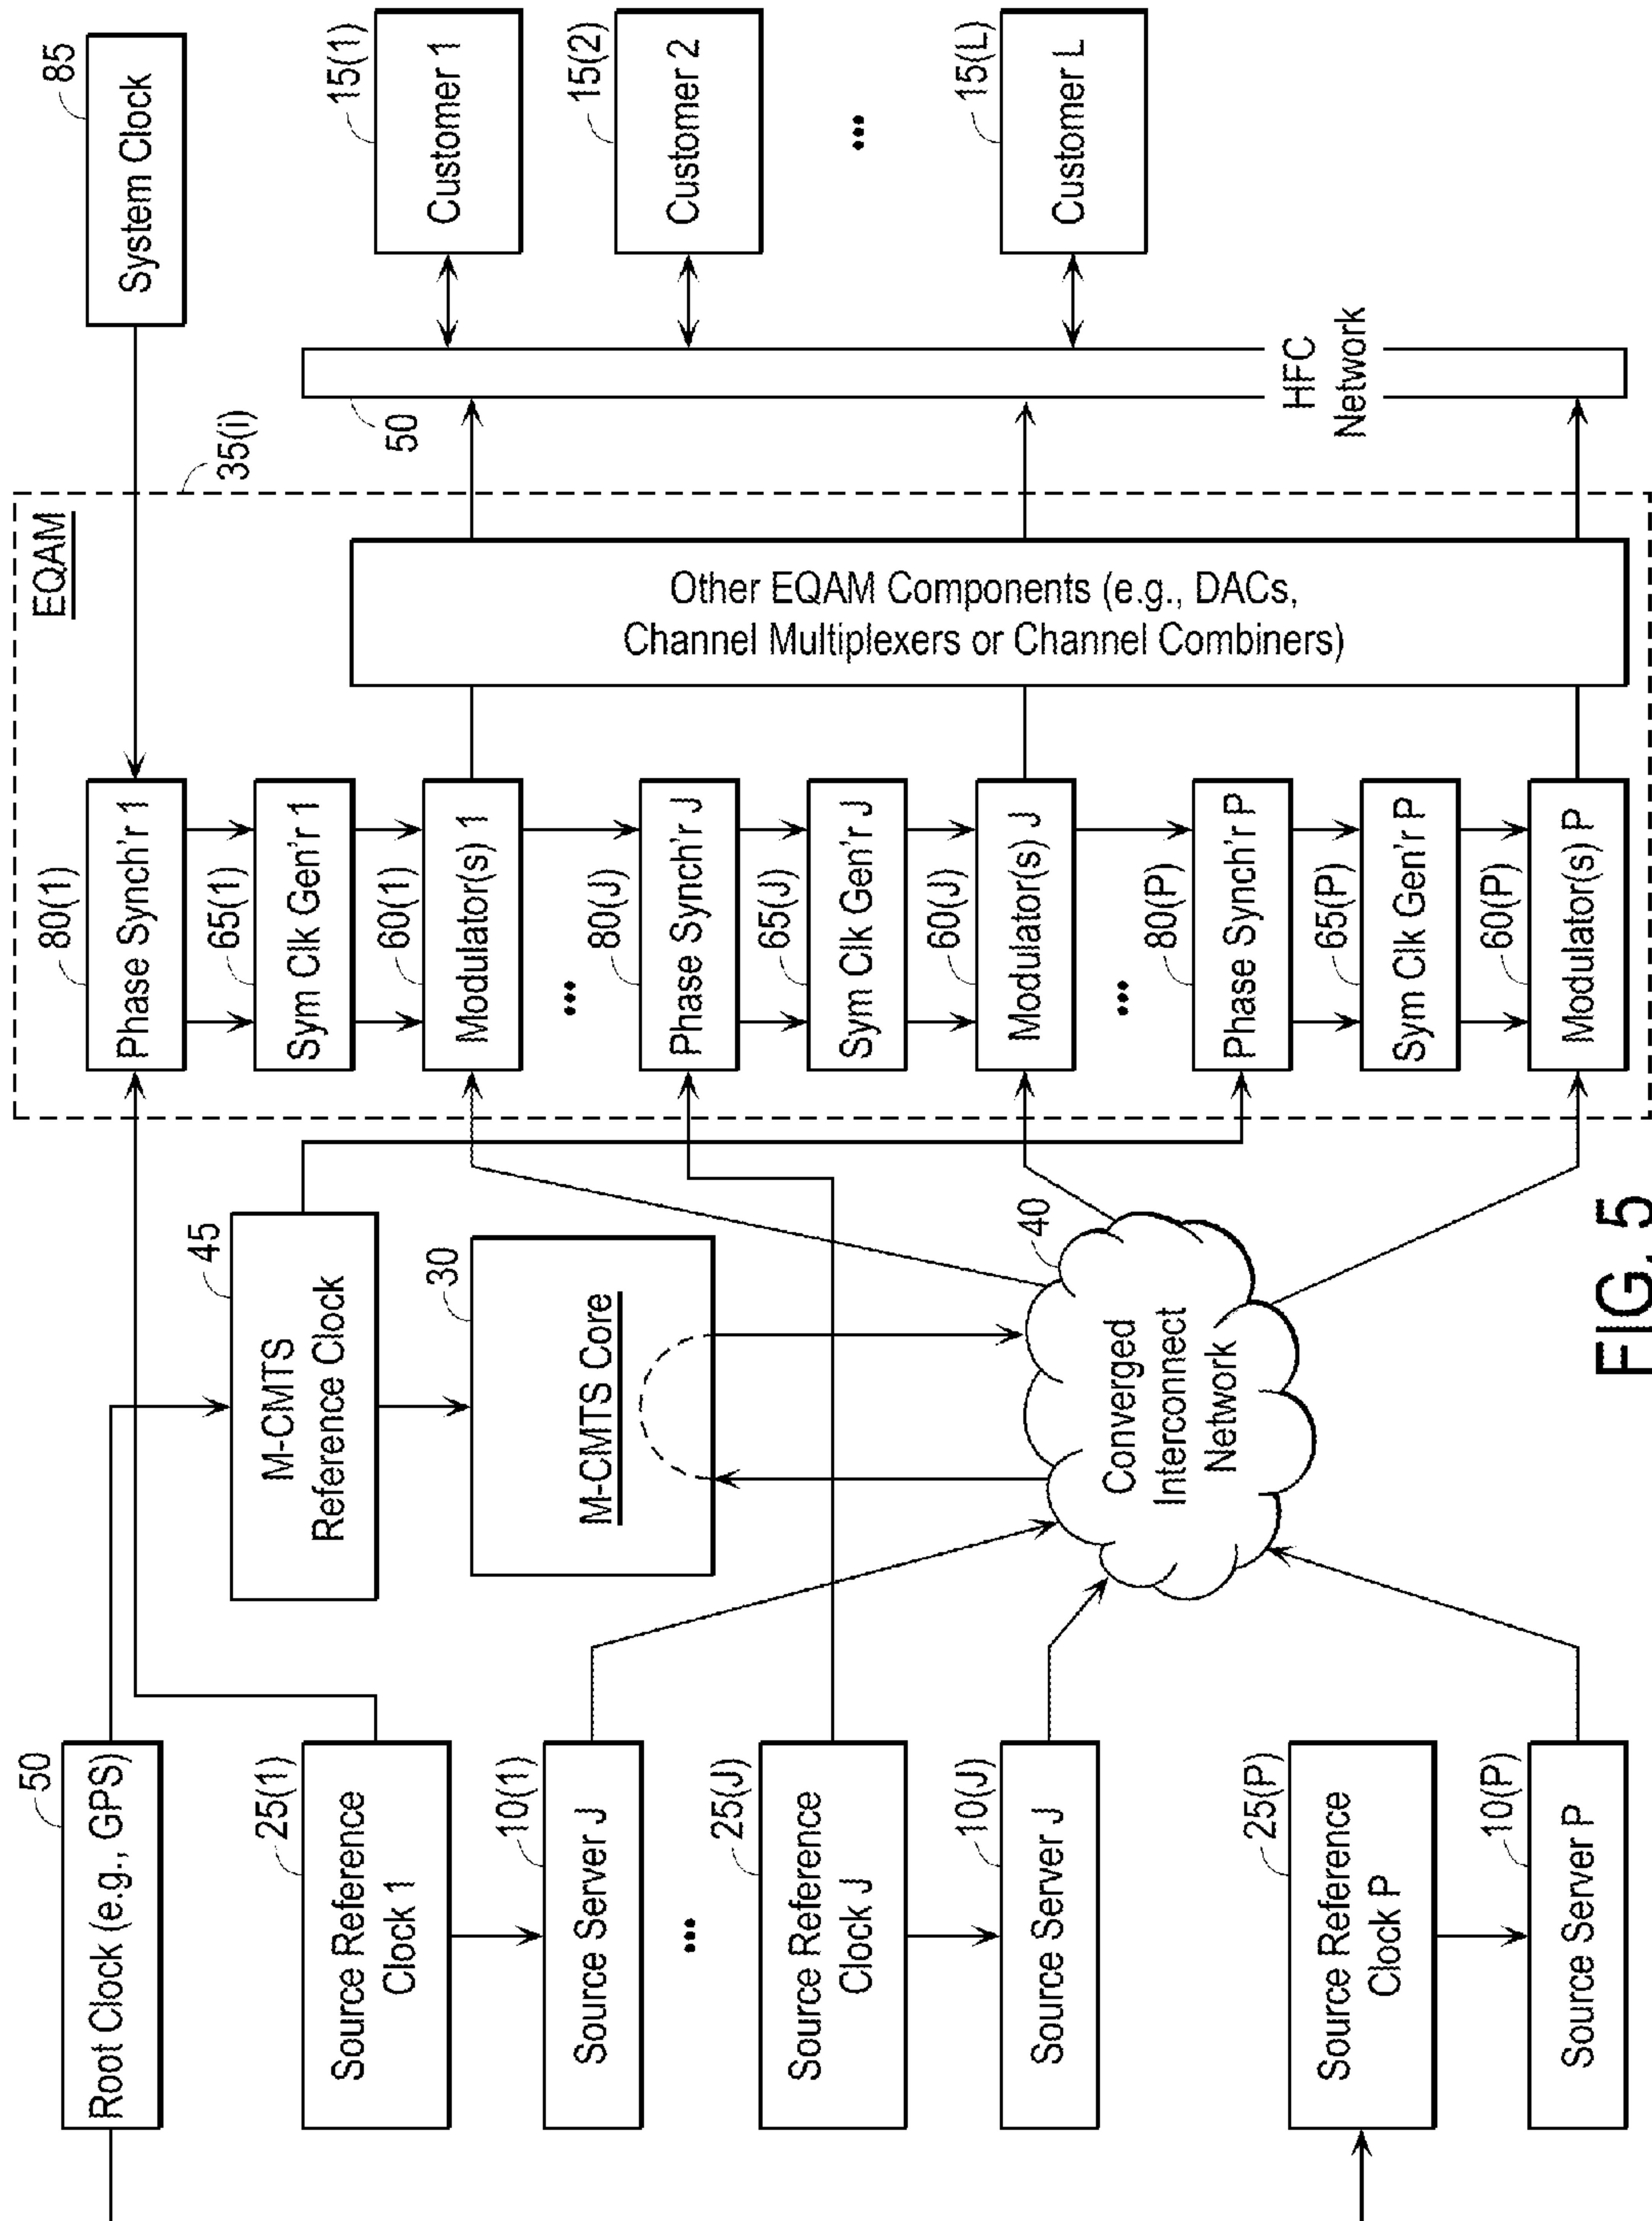 50
Root Clock (e.g., GPS)
25(1)
Source Reference
Clock 1
10(1)
Source Server J
•••
25(J)
Source Reference
Clock J
10(J)
Source Server J
25(P)
Source Reference
Clock P
10(P)
Source Server P
45
M-CMTS
Reference Clock
30
M-CMTS Core
40
Converged
Interconnect
Network
EQAM
35(i)
80(1)
Phase Synch'r 1
65(1)
Sym Clk Gen'r 1
60(1)
Modulator(s) 1
•••
80(J)
Phase Synch'r J
65(J)
Sym Clk Gen'r J
60(J)
Modulator(s) J
•••
80(P)
Phase Synch'r P
65(P)
Sym Clk Gen'r P
60(P)
Modulator(s) P
Other EQAM Components (e.g., DACs,
Channel Multiplexers or Channel Combiners)
50
HFC
Network
85
System Clock
15(1)
Customer 1
15(2)
Customer 2
•••
15(L)
Customer L
FIG. 5